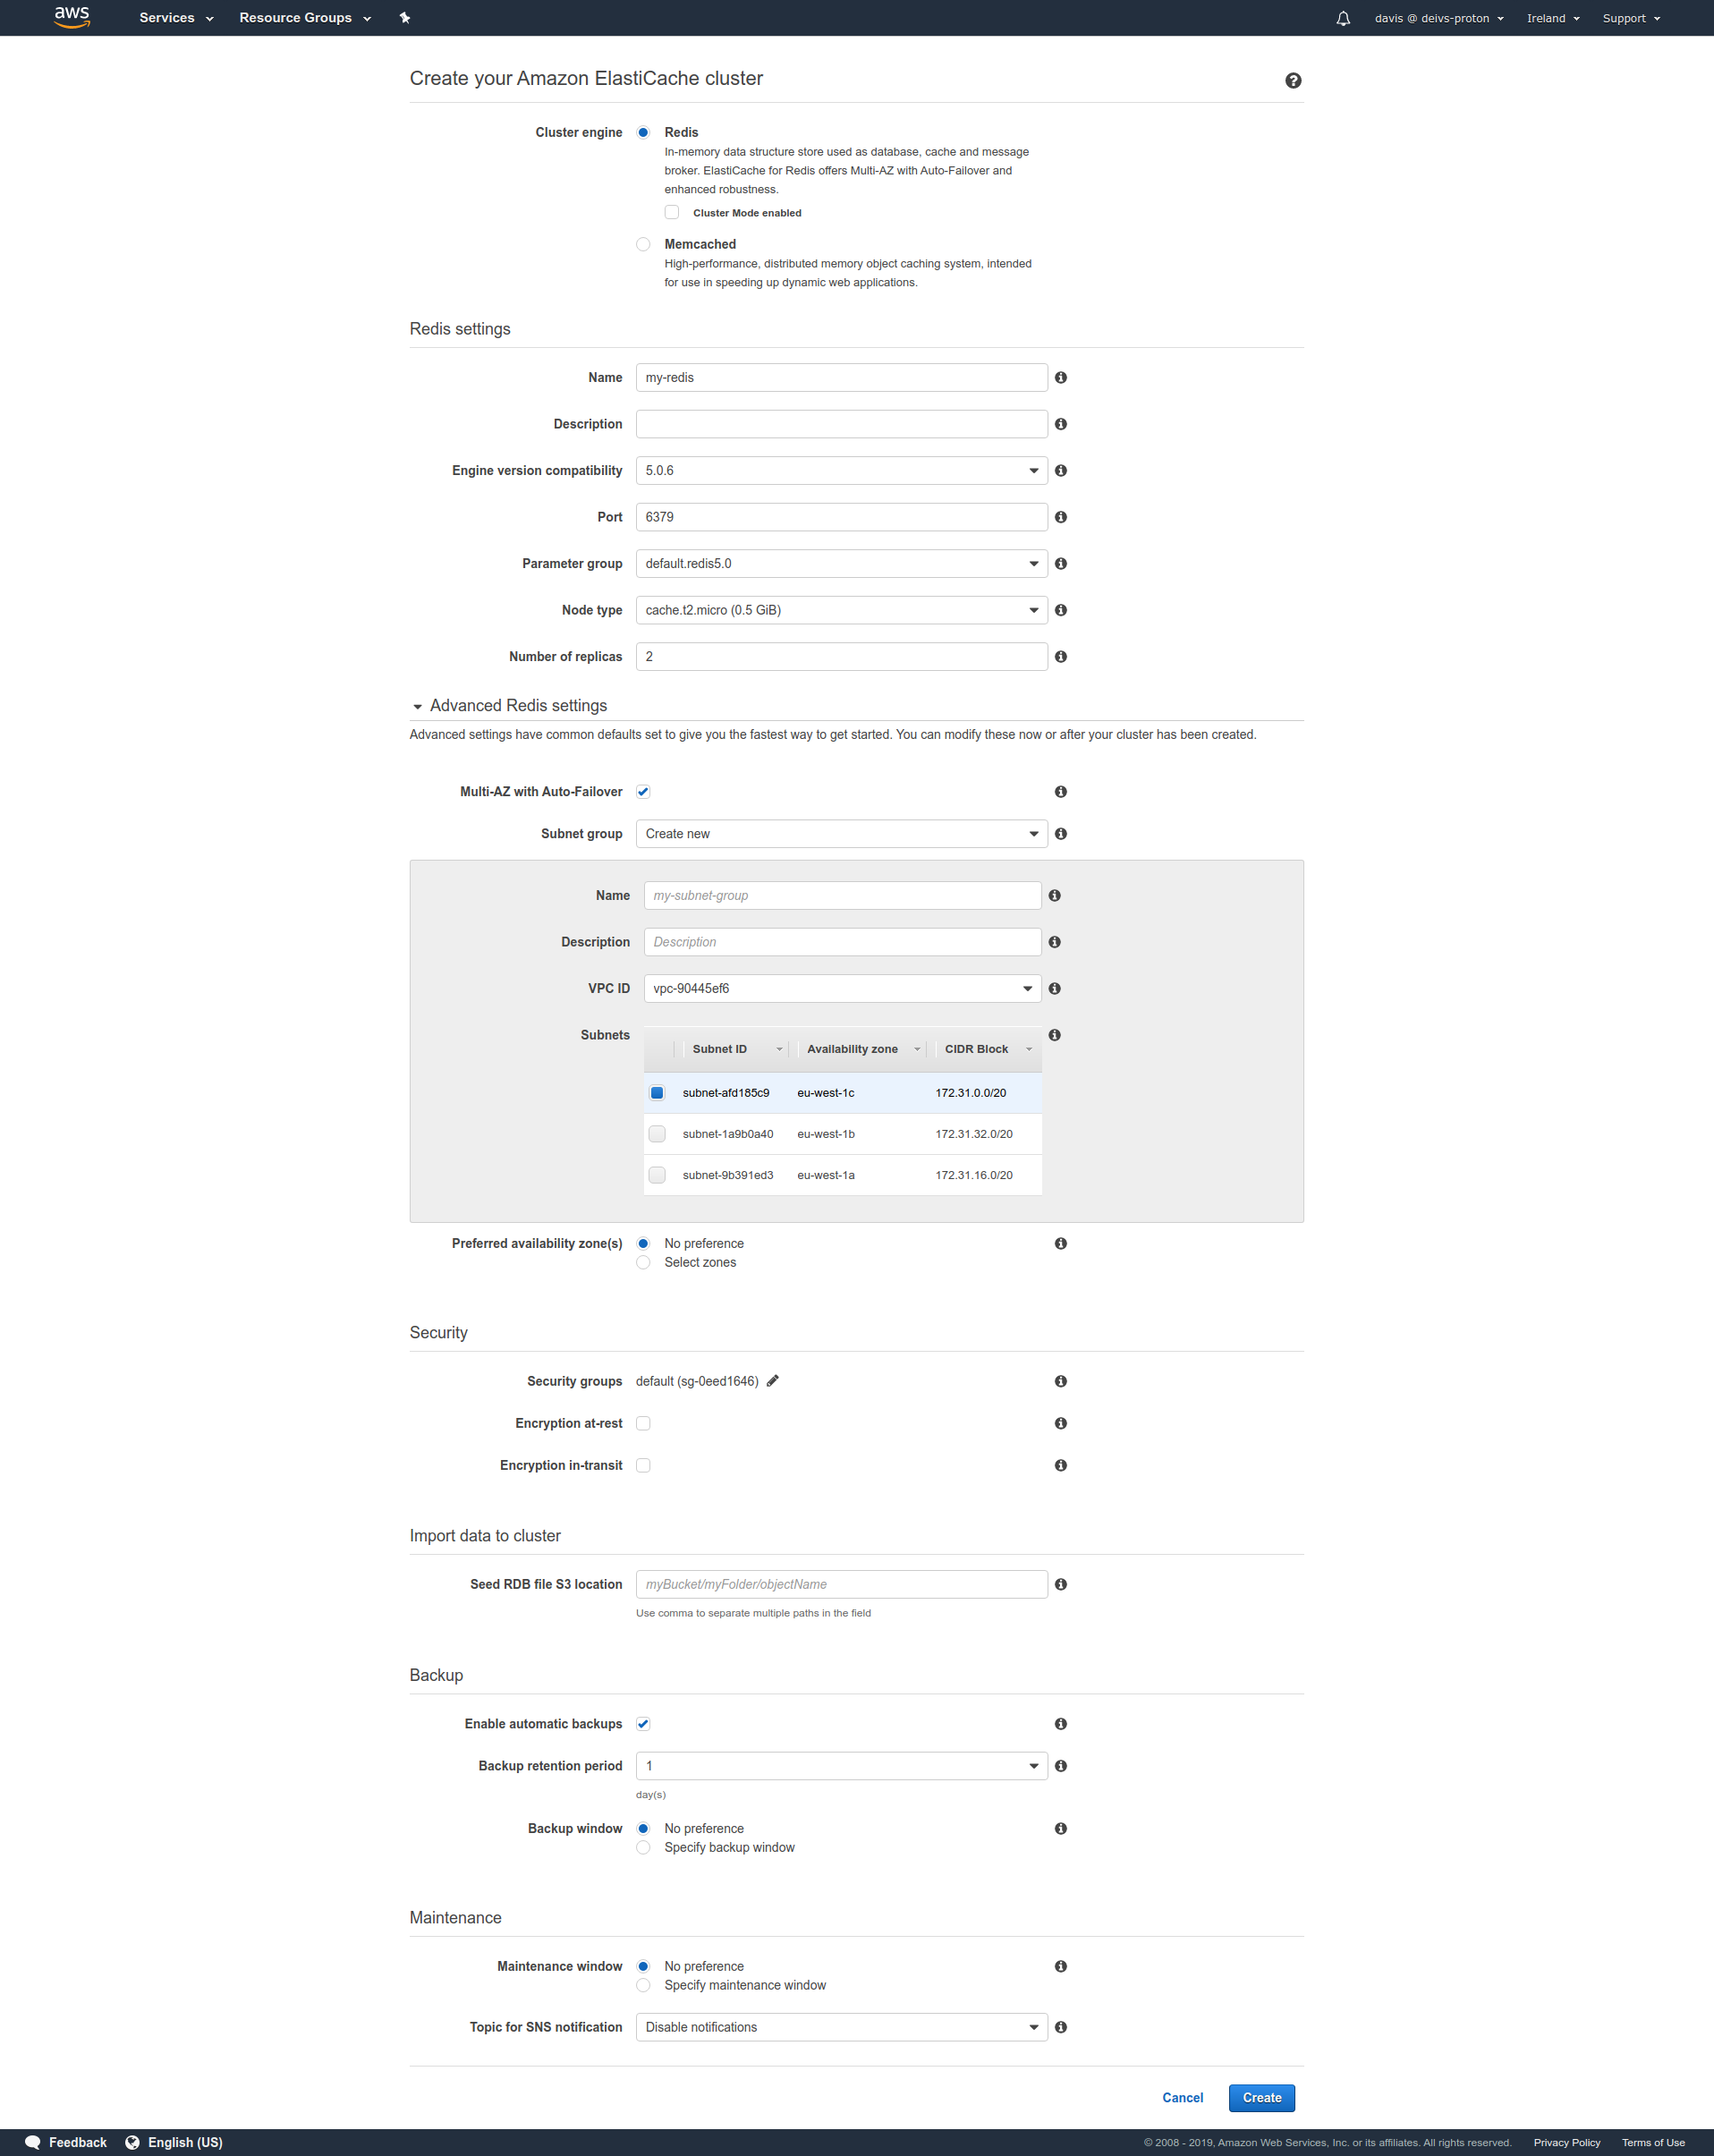 aws Services Resource Groups davis @ deivs-proton Ireland Support
Create your Amazon ElastiCache cluster
Cluster engine Redis
In-memory data structure store used as database, cache and message
broker. ElastiCache for Redis offers Multi-AZ with Auto-Failover and
enhanced robustness.
Cluster Mode enabled
Memcached
High-performance, distributed memory object caching system, intended
for use in speeding up dynamic web applications.
Redis settings
Name my-redis
Description
Engine version compatibility 5.0.6
Port 6379
Parameter group default.redis5.0
Node type cache.t2.micro (0.5 GiB)
Number of replicas 2
Advanced Redis settings
Advanced settings have common defaults set to give you the fastest way to get started. You can modify these now or after your cluster has been created.
Multi-AZ with Auto-Failover
Subnet group Create new
Name my-subnet-group
Description Description
VPC ID vpc-90445ef6
Subnets
Subnet ID Availability zone CIDR Block
subnet-afd185c9 eu-west-1c 172.31.0.0/20
subnet-1a9b0a40 eu-west-1b 172.31.32.0/20
subnet-9b391ed3 eu-west-1a 172.31.16.0/20
Preferred availability zone(s) No preference
Select zones
Security
Security groups default (sg-0eed1646)
Encryption at-rest
Encryption in-transit
Import data to cluster
Seed RDB file S3 location myBucket/myFolder/objectName
Use comma to separate multiple paths in the field
Backup
Enable automatic backups
Backup retention period 1
day(s)
Backup window No preference
Specify backup window
Maintenance
Maintenance window No preference
Specify maintenance window
Topic for SNS notification Disable notifications
Cancel Create
Feedback English (US) © 2008 - 2019, Amazon Web Services, Inc. or its affiliates. All rights reserved. Privacy Policy Terms of Use